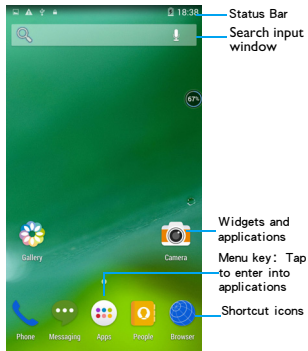 18:38
Status Bar
Search input
window
67%
Widgets and
applications
Gallery
Camera
Menu key: Tap
to enter into
applications
Shortcut icons
Phone
Messaging
Apps
People
Browser